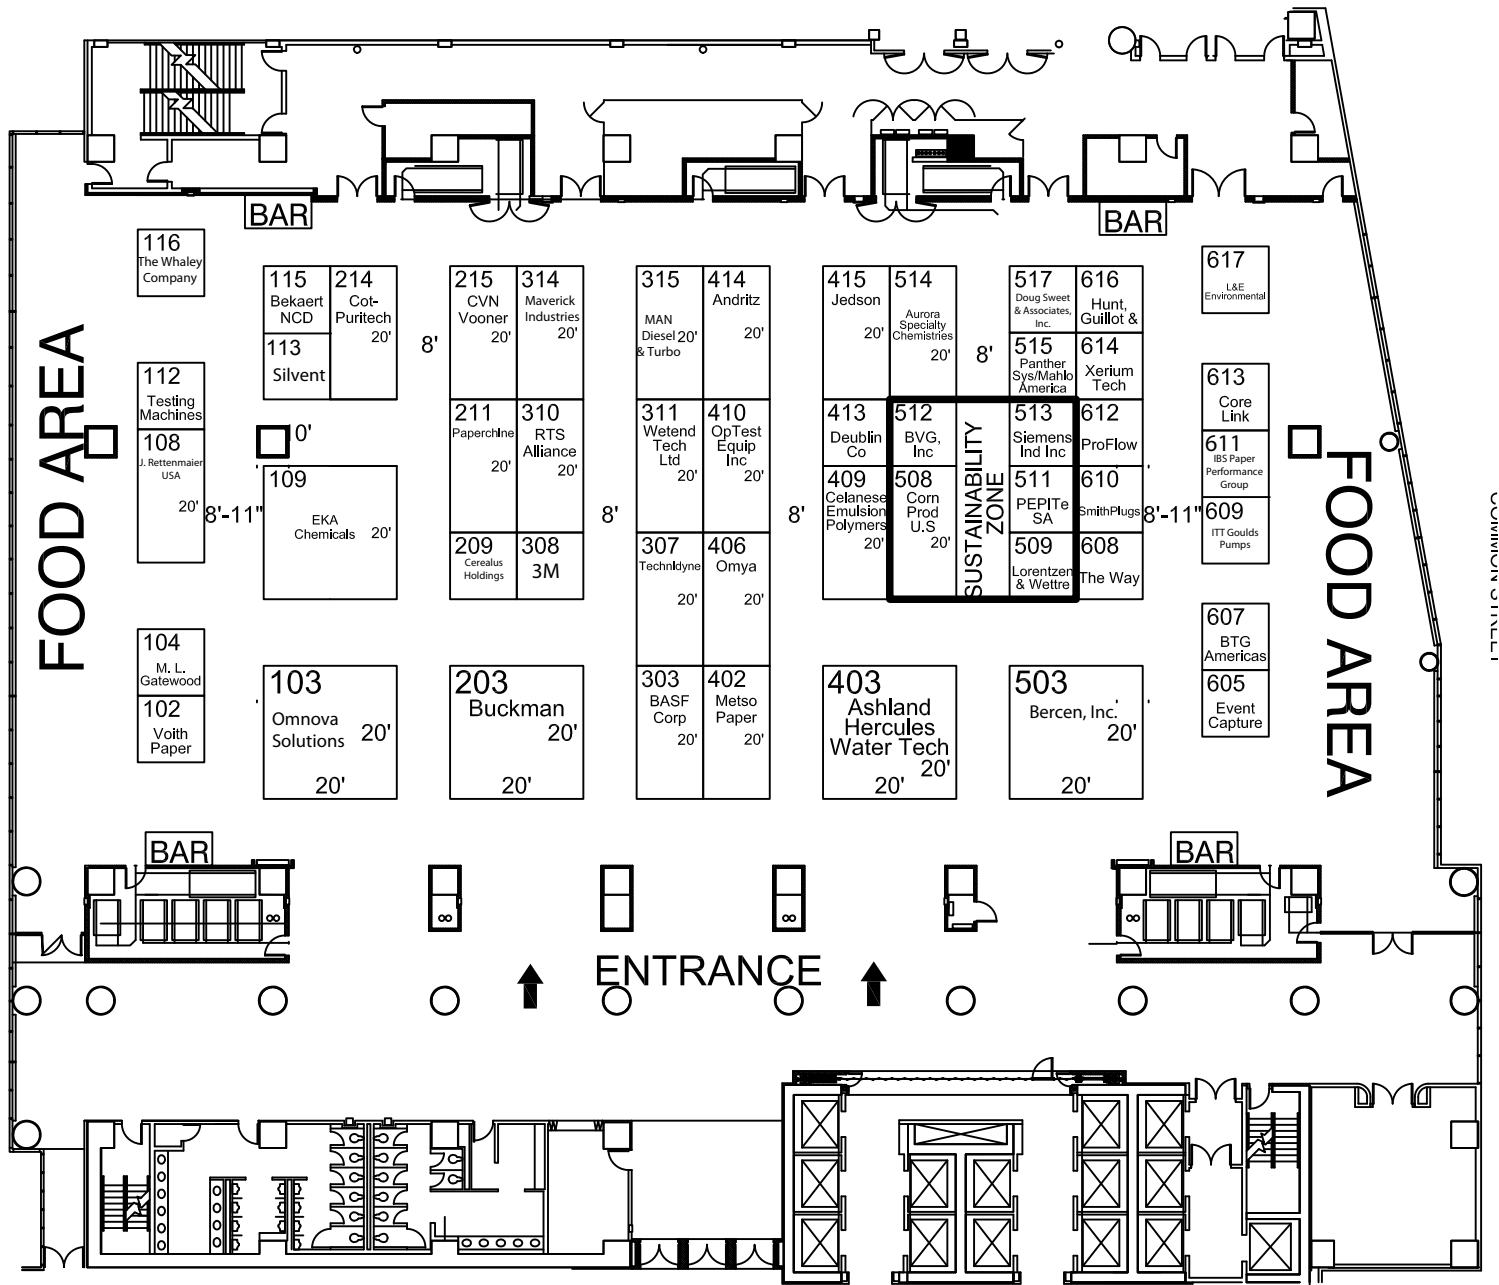 BAR
BAR
116
The Whaley
Company
115
Bekaert
NCD
214
Cot-
Puritech
20'
113
Silvent
8'
215
CVN
Vooner
20'
314
Maverick
Industries
20'
315
MAN
Diesel 20'
& Turbo
414
Andritz
20'
415
Jedson
20'
514
Aurora
Specialty
Chemistries
20'
8'
517
Doug Sweet
& Associates,
Inc.
616
Hunt,
Guillot &
515
Panther
Sys/Mahlo
America
614
Xerium
Tech
617
L&E
Environmental
FOOD AREA
112
Testing
Machines
108
J. Rettenmaier
USA
20'
8'-11"
0'
109
EKA
Chemicals 20'
211
Paperchine
20'
310
RTS
Alliance
20'
209
Cerealus
Holdings
308
3M
8'
311
Wetend
Tech
Ltd
20'
410
OpTest
Equip
Inc
20'
307
Technidyne
20'
406
Omya
20'
8'
413
Deublin
Co
409
Celanese
Emulsion
Polymers
20'
512
BVG,
Inc
508
Corn
Prod
U.S
20'
SUSTAINABILITY
ZONE
513
Siemens
Ind Inc
511
PEPITe
SA
509
Lorentzen
& Wettre
612
ProFlow
610
SmithPlugs
608
The Way
8'-11"
613
Core
Link
611
IBS Paper
Performance
Group
609
ITT Goulds
Pumps
FOOD AREA
COMMON STREET
104
M. L.
Gatewood
102
Voith
Paper
103
Omnova
Solutions
20'
20'
203
Buckman
20'
20'
303
BASF
Corp
20'
402
Metso
Paper
20'
403
Ashland
Hercules
Water Tech
20'
20'
503
Bercen, Inc.
20'
20'
607
BTG
Americas
605
Event
Capture
BAR
BAR
ENTRANCE